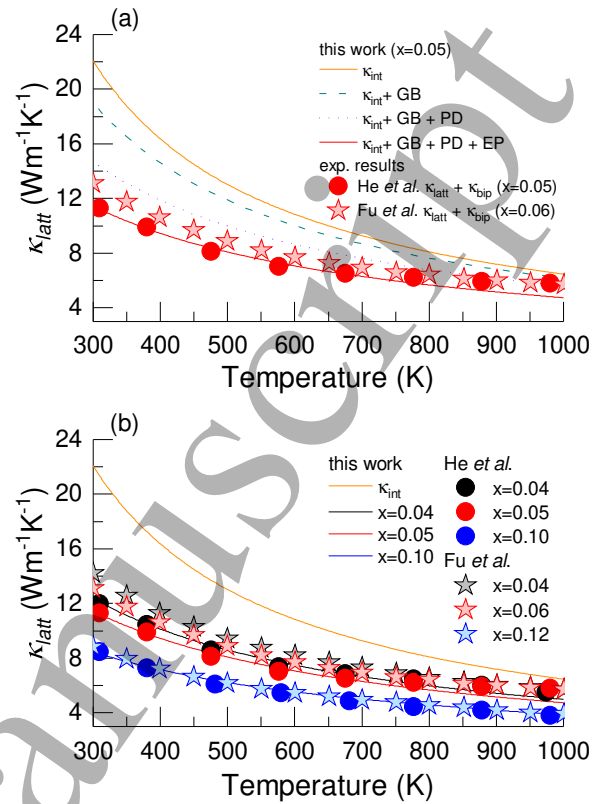 (a)
24
20
16
12
8
4
κlatt (Wm⁻¹K⁻¹)
this work (x=0.05)
κint
κint+ GB
κint+ GB + PD
κint+ GB + PD + EP
exp. results
He et al. κlatt + κbip (x=0.05)
Fu et al. κlatt + κbip (x=0.06)
300 400 500 600 700 800 900 1000
Temperature (K)
(b)
24
20
16
12
8
4
κlatt (Wm⁻¹K⁻¹)
this work
κint
x=0.04
x=0.05
x=0.10
He et al.
x=0.04
x=0.05
x=0.10
Fu et al.
x=0.04
x=0.06
x=0.12
300 400 500 600 700 800 900 1000
Temperature (K)
anuscript